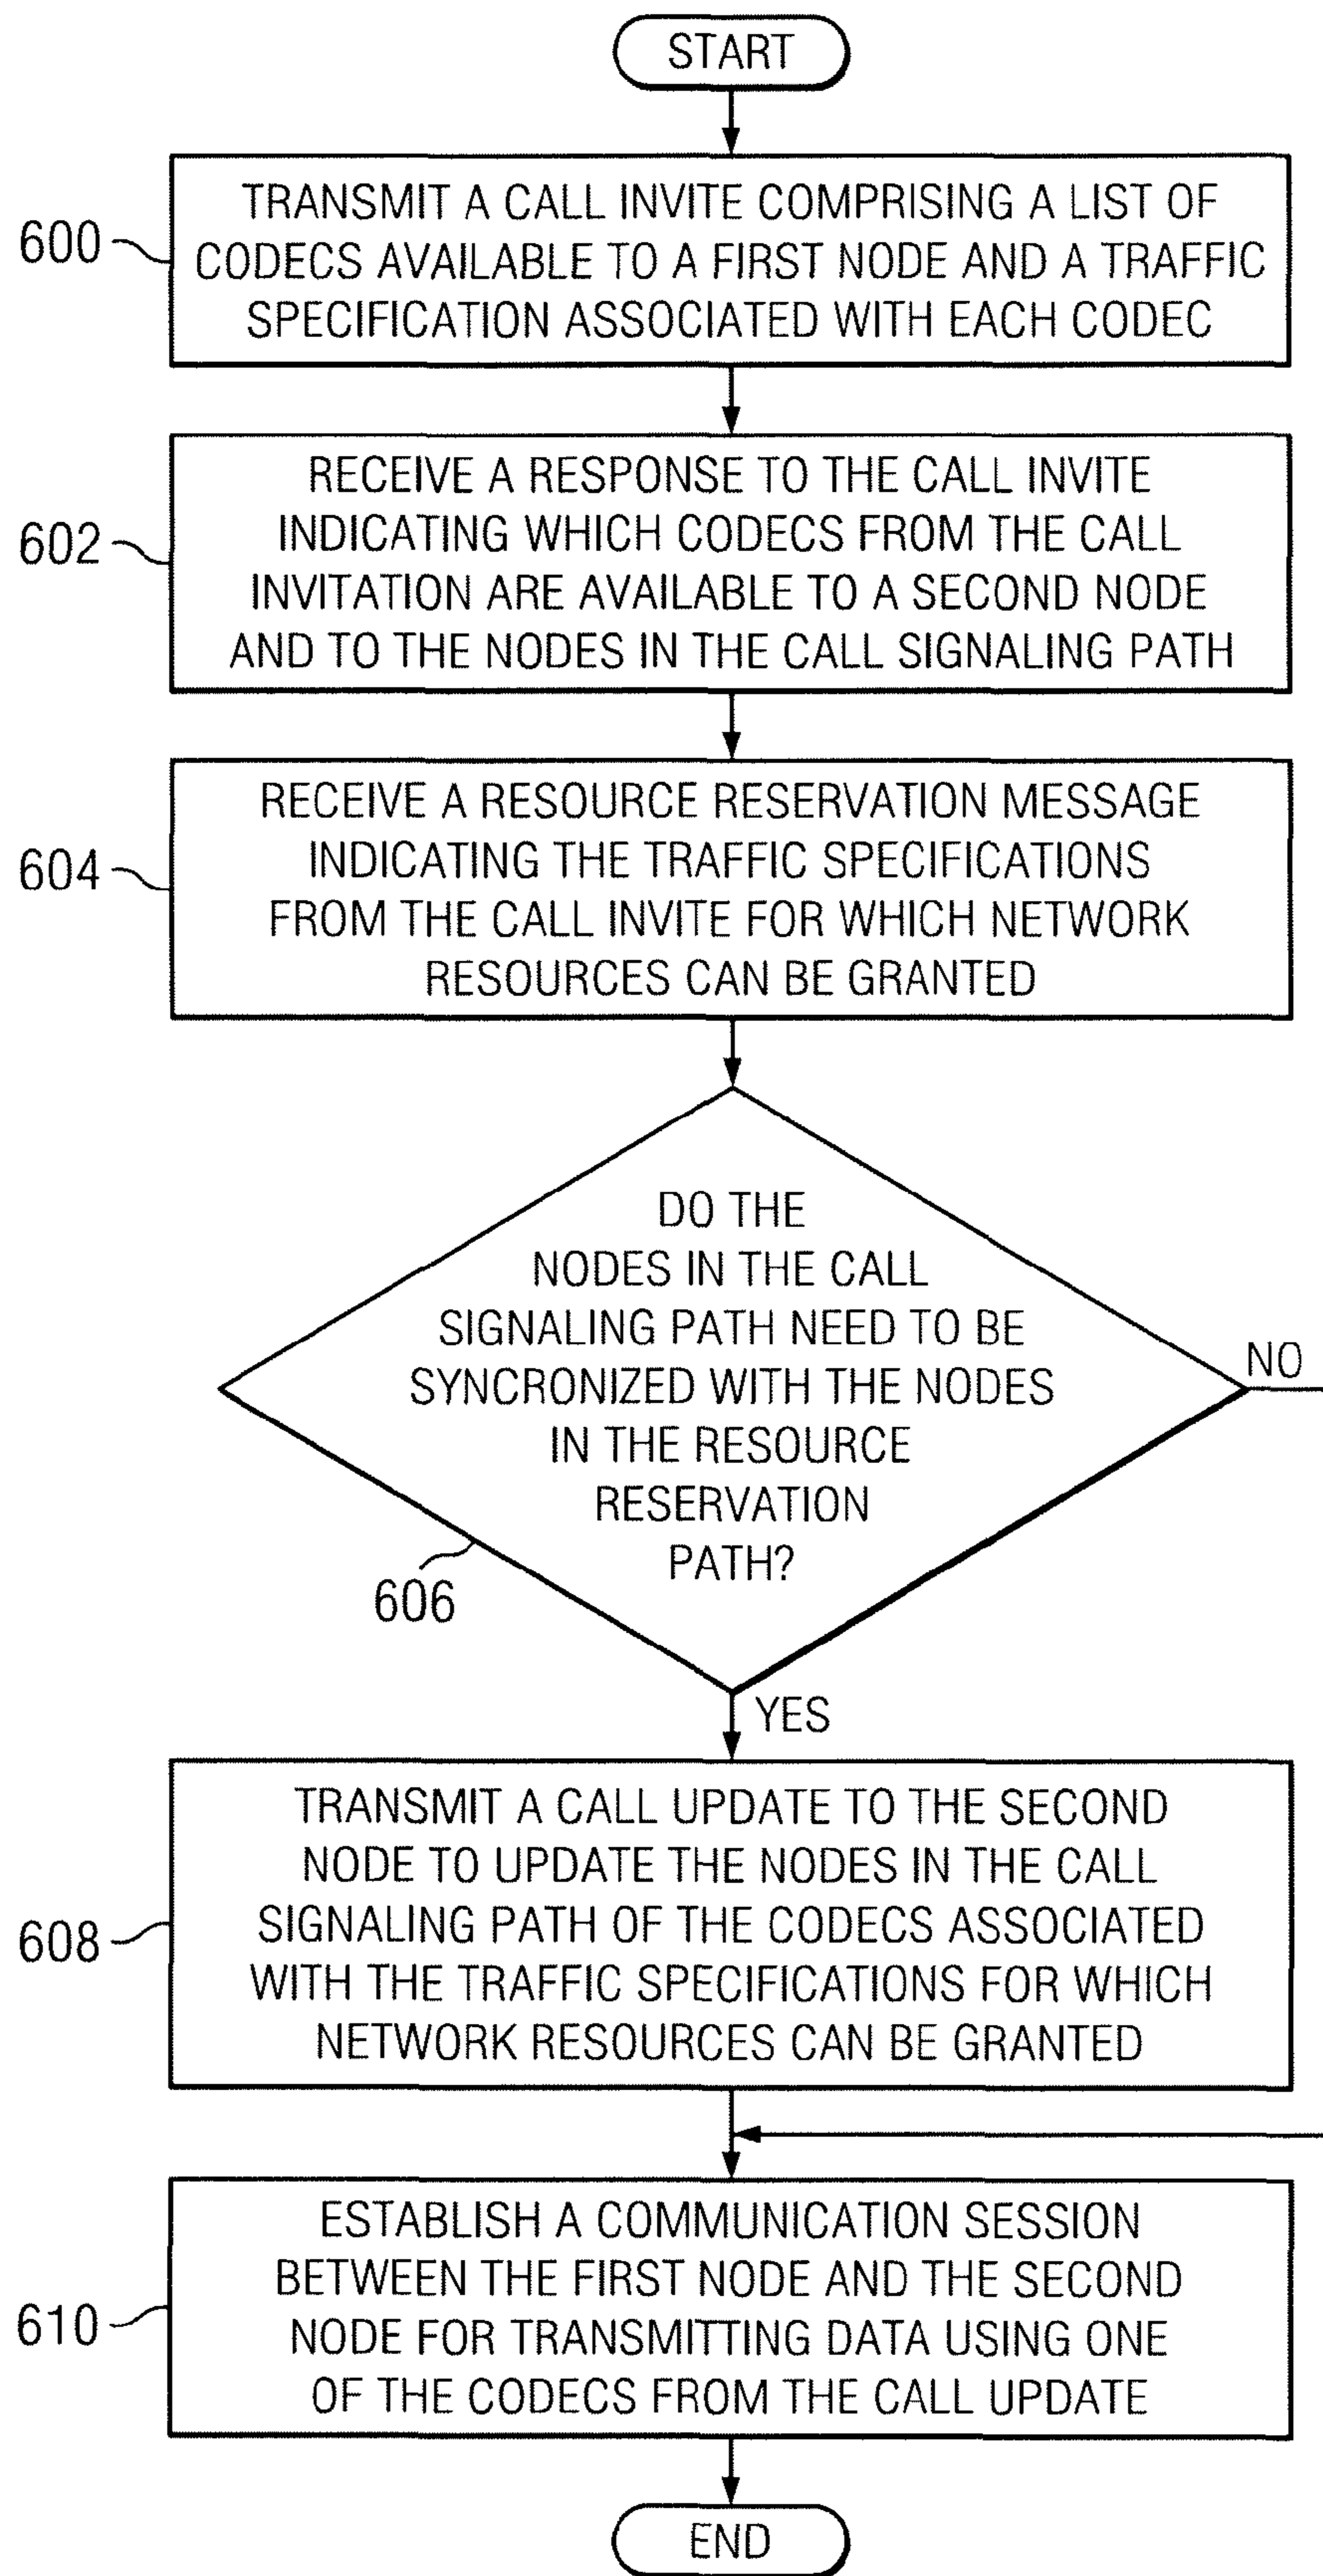 START
600
TRANSMIT A CALL INVITE COMPRISING A LIST OF
CODECS AVAILABLE TO A FIRST NODE AND A TRAFFIC
SPECIFICATION ASSOCIATED WITH EACH CODEC
602
RECEIVE A RESPONSE TO THE CALL INVITE
INDICATING WHICH CODECS FROM THE CALL
INVITATION ARE AVAILABLE TO A SECOND NODE
AND TO THE NODES IN THE CALL SIGNALING PATH
604
RECEIVE A RESOURCE RESERVATION MESSAGE
INDICATING THE TRAFFIC SPECIFICATIONS
FROM THE CALL INVITE FOR WHICH NETWORK
RESOURCES CAN BE GRANTED
DO THE
NODES IN THE CALL
SIGNALING PATH NEED TO BE
SYNCRONIZED WITH THE NODES
IN THE RESOURCE
RESERVATION
PATH?
NO
606
YES
608
TRANSMIT A CALL UPDATE TO THE SECOND
NODE TO UPDATE THE NODES IN THE CALL
SIGNALING PATH OF THE CODECS ASSOCIATED
WITH THE TRAFFIC SPECIFICATIONS FOR WHICH
NETWORK RESOURCES CAN BE GRANTED
610
ESTABLISH A COMMUNICATION SESSION
BETWEEN THE FIRST NODE AND THE SECOND
NODE FOR TRANSMITTING DATA USING ONE
OF THE CODECS FROM THE CALL UPDATE
END